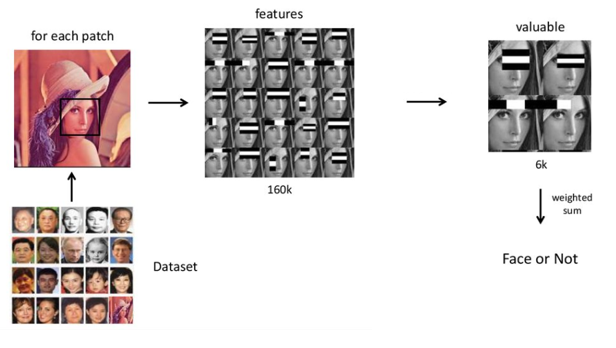 for each patch
features
valuable
160k
6k
weighted
sum
Face or Not
Dataset